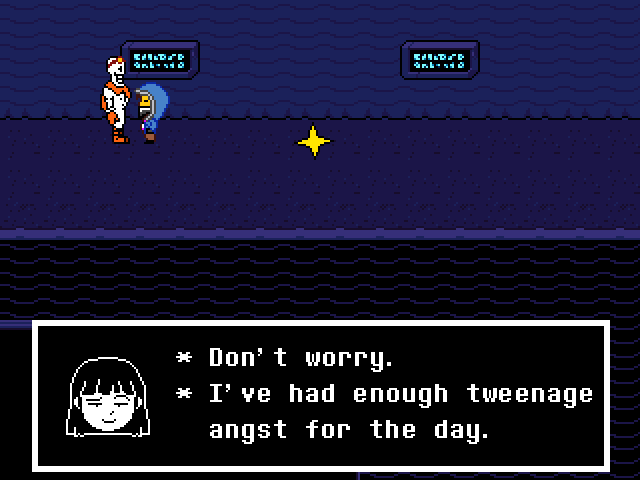 * Don't worry.
* I've had enough tweenage
angst for the day.